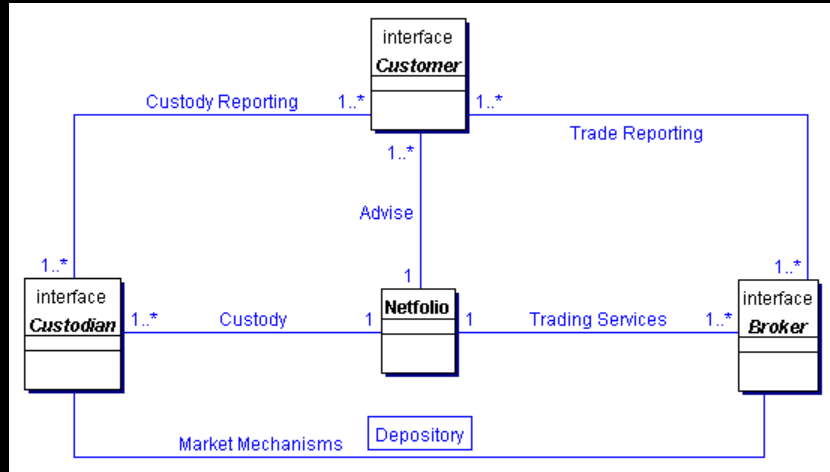 interface
Customer
Custody Reporting 1..* 1..*
Trade Reporting
1..*
Advise
1..* 1 1..*
interface
Custodian
1..* Custody 1
Netfolio
1 Trading Services 1..*
interface
Broker
Market Mechanisms
Depository